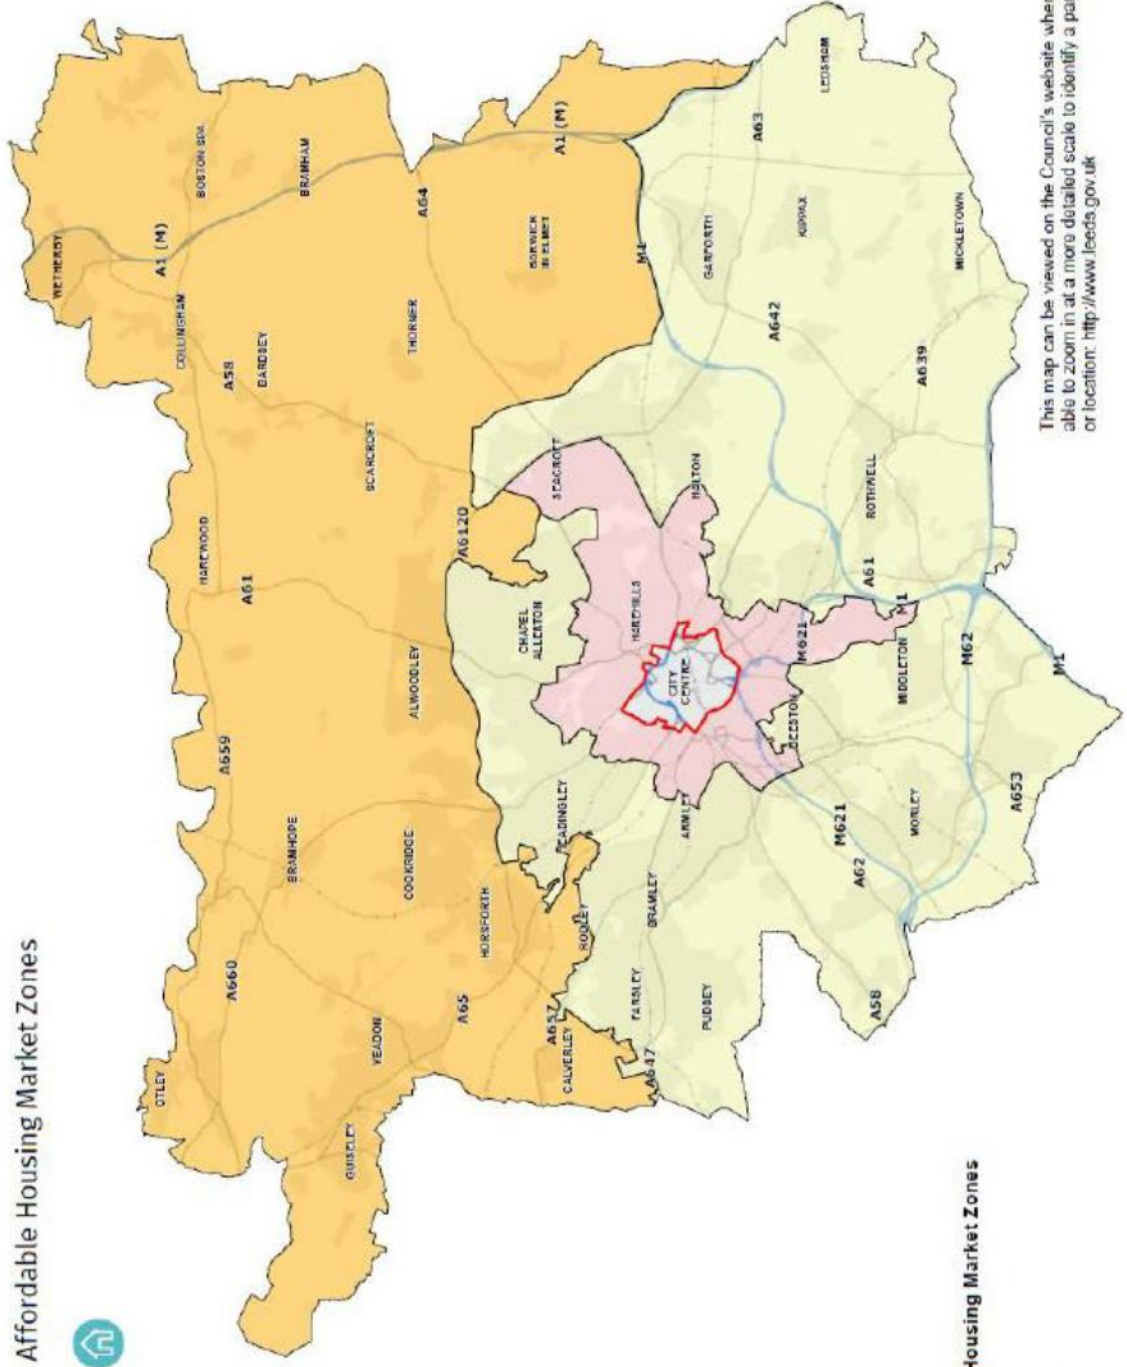 Affordable Housing Market Zones
WETHERBY
A1 (M)
BOSTON SPA
COLLINGHAM
A58
BARDSEY
BRAMHAM
OTLEY
A660
A659
HAREWOOD
A61
BRAMHOPE
YEADON
GUISELEY
COOKRIDGE
ALWOODLEY
SCARCROFT
THORNER
A64
A65
HORSFORTH
A6120
A1 (M)
BARWICK
IN ELMET
A657
CALVERLEY
RODLEY
HEADINGLEY
CHAPEL
ALLERTON
SEACROFT
M1
A647
FARSLEY
BRAMLEY
HAREHILLS
PUDSEY
ARMLEY
CITY
CENTRE
HALTON
GARFORTH
A63
LEDSHAM
KIPPAX
A642
BEESTON
M621
M621
A62
A58
MORLEY
MIDDLETON
M1
A61
ROTHWELL
A639
MICKLETOWN
M62
A653
M1
Housing Market Zones
This map can be viewed on the Council's website
able to zoom in at a more detailed scale to identify a
or location: http://www.leeds.gov.uk